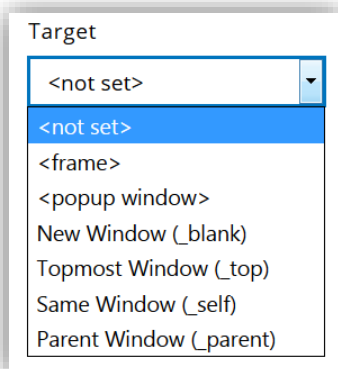 Target
<not set>
<not set>
<frame>
<popup window>
New Window (_blank)
Topmost Window (_top)
Same Window (_self)
Parent Window (_parent)